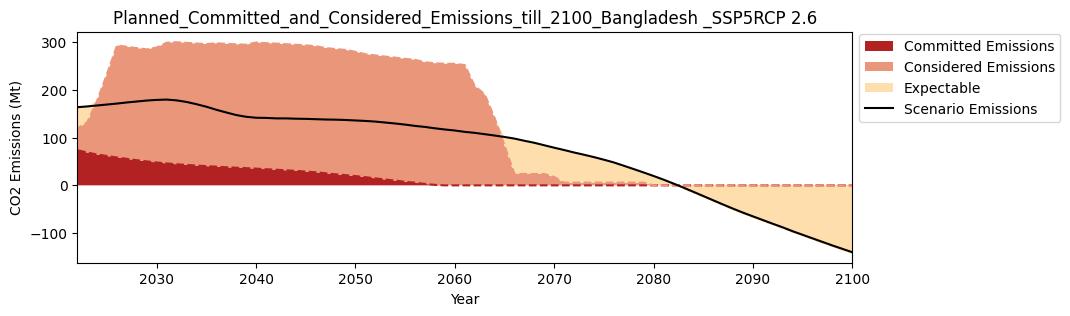 Planned_Committed_and_Considered_Emissions_till_2100_Bangladesh _SSP5RCP 2.6
300
200
100
0
−100
CO2 Emissions (Mt)
2030 2040 2050 2060 2070 2080 2090 2100
Year
Committed Emissions
Considered Emissions
Expectable
Scenario Emissions